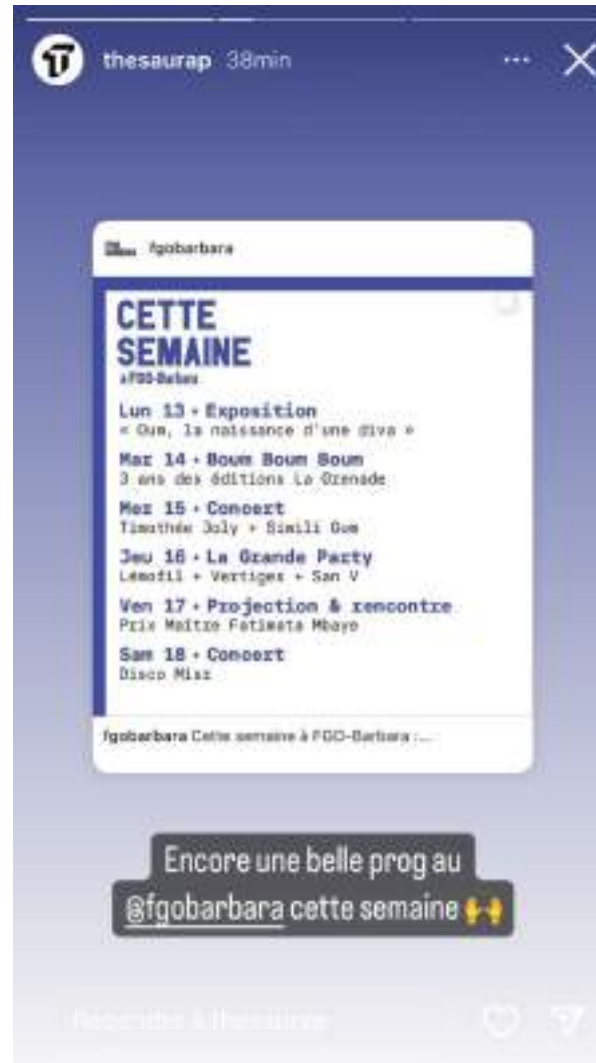 thesaurap 38min
fgobarbara
CETTE
SEMAINE
à FGO-Barbara
Lun 13 • Exposition
« Oum, la naissance d'une diva »
Mar 14 • Boum Boum Boum
3 ans des éditions La Grenade
Mer 15 • Concert
Timothée Joly + Simili Gum
Jeu 16 • La Grande Party
Lémofil + Vertiges + San V
Ven 17 • Projection & rencontre
Prix Maître Fatimata Mbaye
Sam 18 • Concert
Disco Misz
fgobarbara Cette semaine à FGO-Barbara :...
Encore une belle prog au
@fgobarbara cette semaine 🙌
Répondre à thesaurap